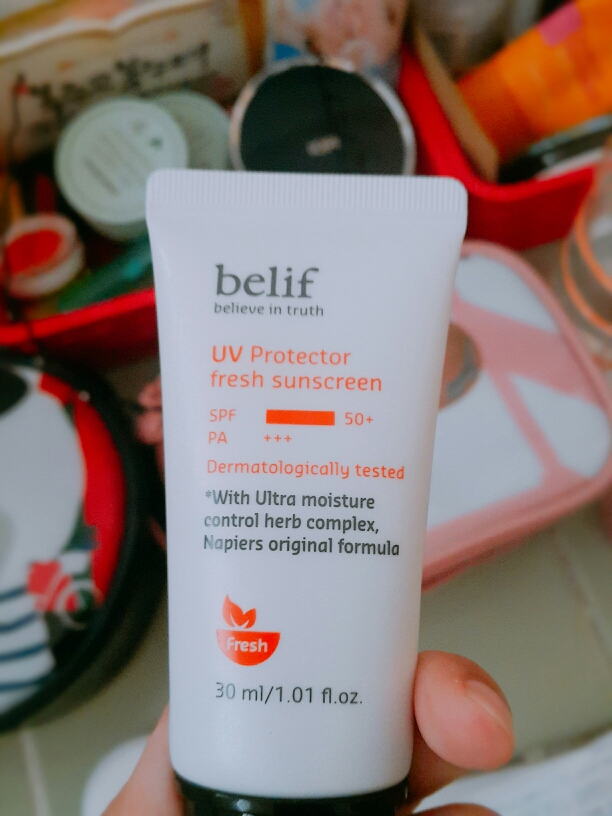 belif
believe in truth
UV Protector
fresh sunscreen
SPF 50+
PA +++
Dermatologically tested
*With Ultra moisture
control herb complex,
Napiers original formula
Fresh
30 ml/1.01 fl.oz.